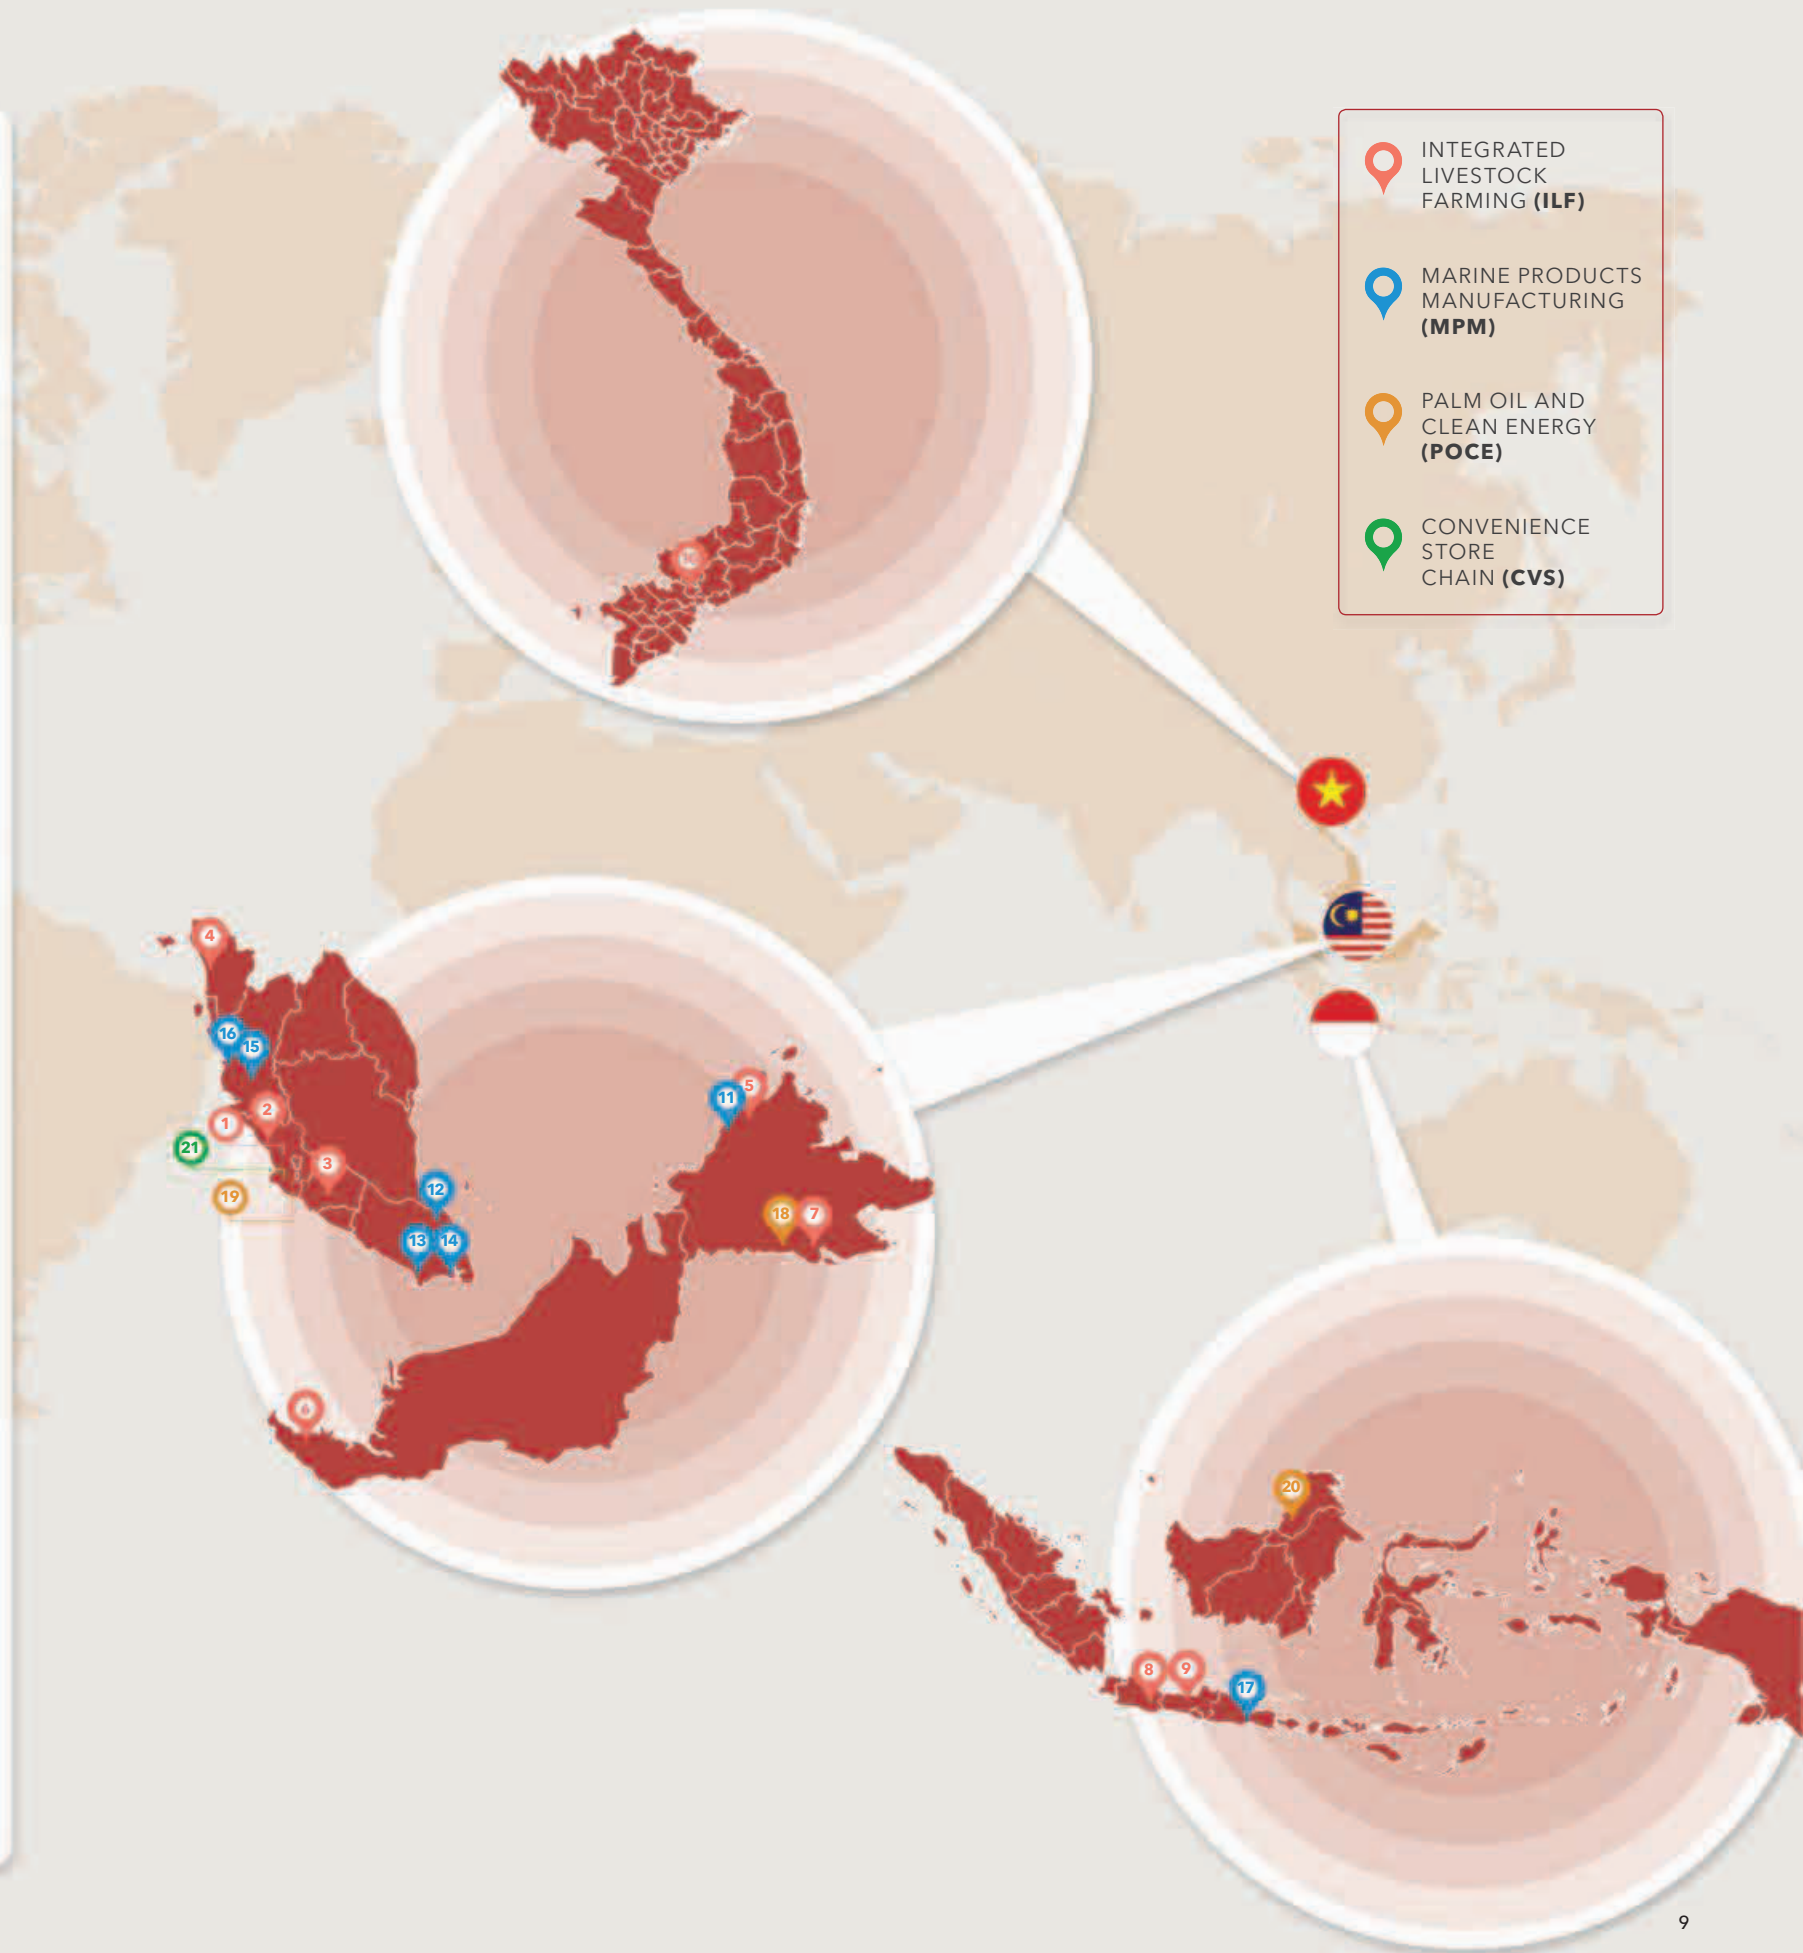 INTEGRATED
LIVESTOCK
FARMING (ILF)
MARINE PRODUCTS
MANUFACTURING
(MPM)
PALM OIL AND
CLEAN ENERGY
(POCE)
CONVENIENCE
STORE
CHAIN (CVS)
4
16
15
2
1
21
3
19
12
13
14
11
5
18
7
6
20
8
9
17
9